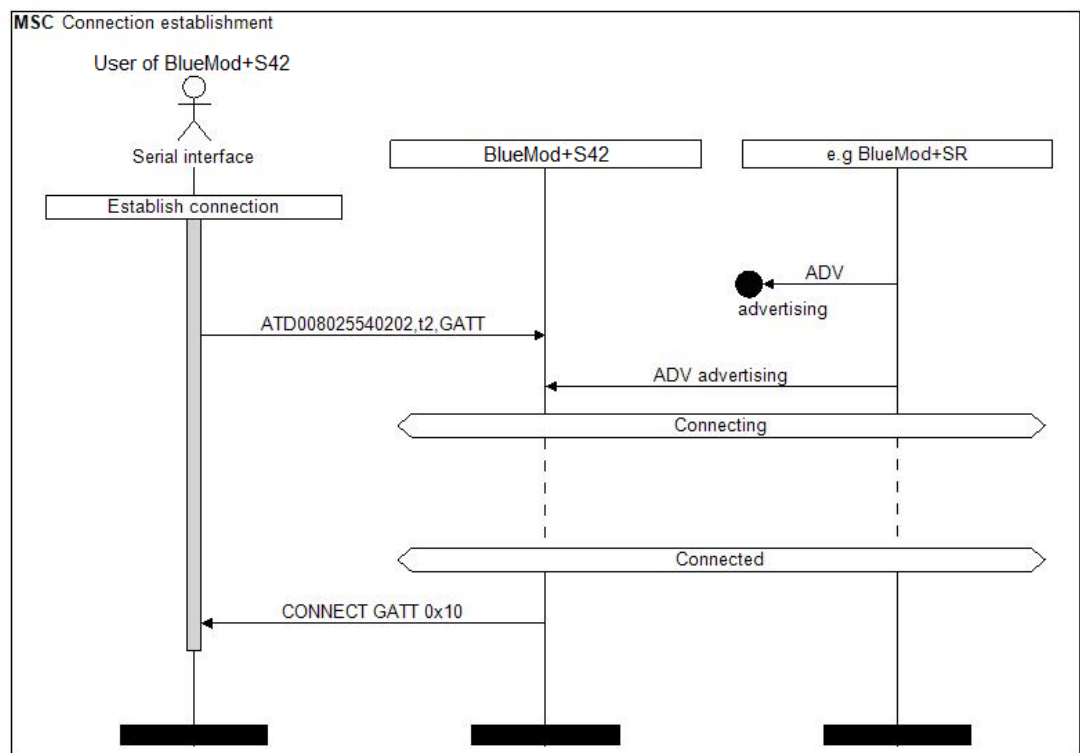 MSC Connection establishment
User of BlueMod+S42
Serial interface
BlueMod+S42
e.g BlueMod+SR
Establish connection
ADV
advertising
ATD008025540202,t2,GATT
ADV advertising
Connecting
Connected
CONNECT GATT 0x10